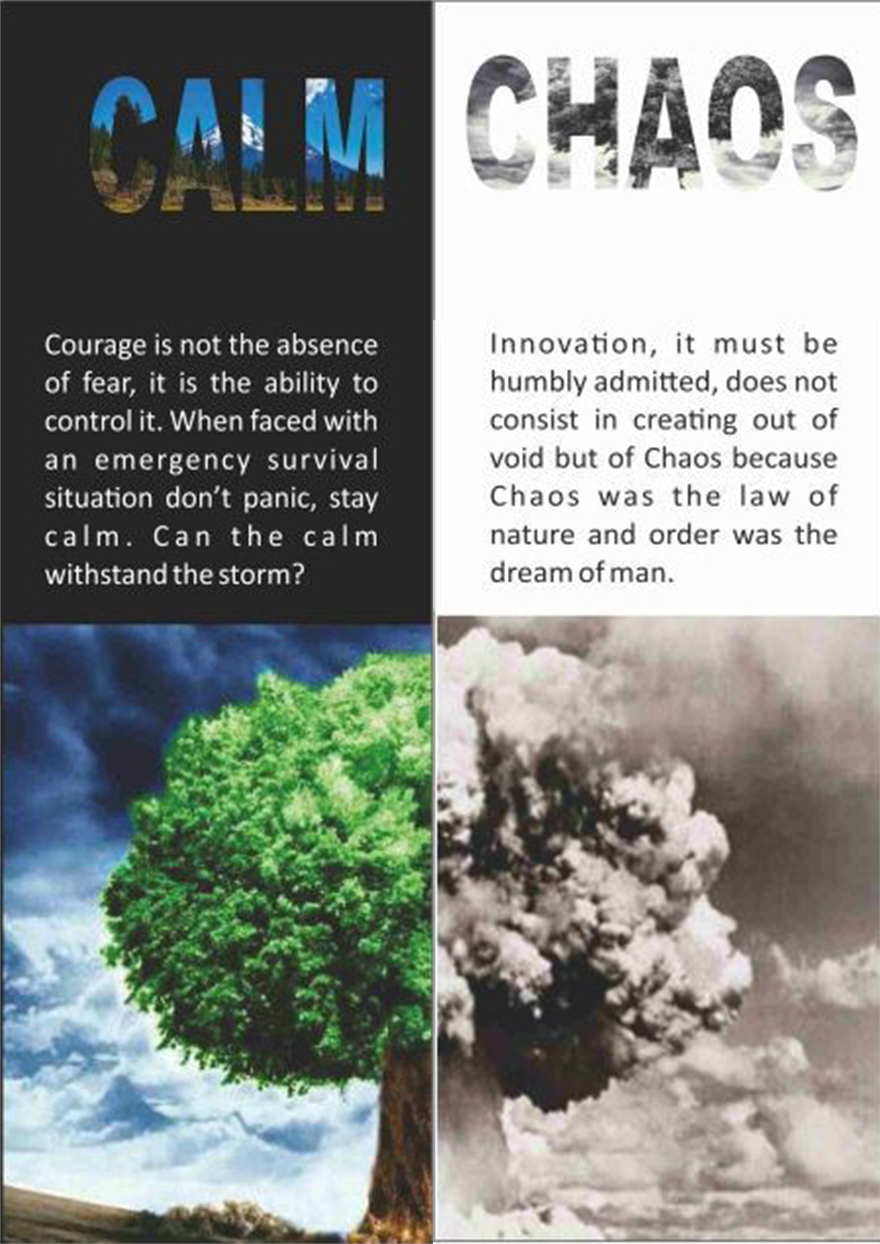 CALM
Courage is not the absence
of fear, it is the ability to
control it. When faced with
an emergency survival
situation don't panic, stay
calm. Can the calm
withstand the storm?
CHAOS
Innovation, it must be
humbly admitted, does not
consist in creating out of
void but of Chaos because
Chaos was the law of
nature and order was the
dream of man.